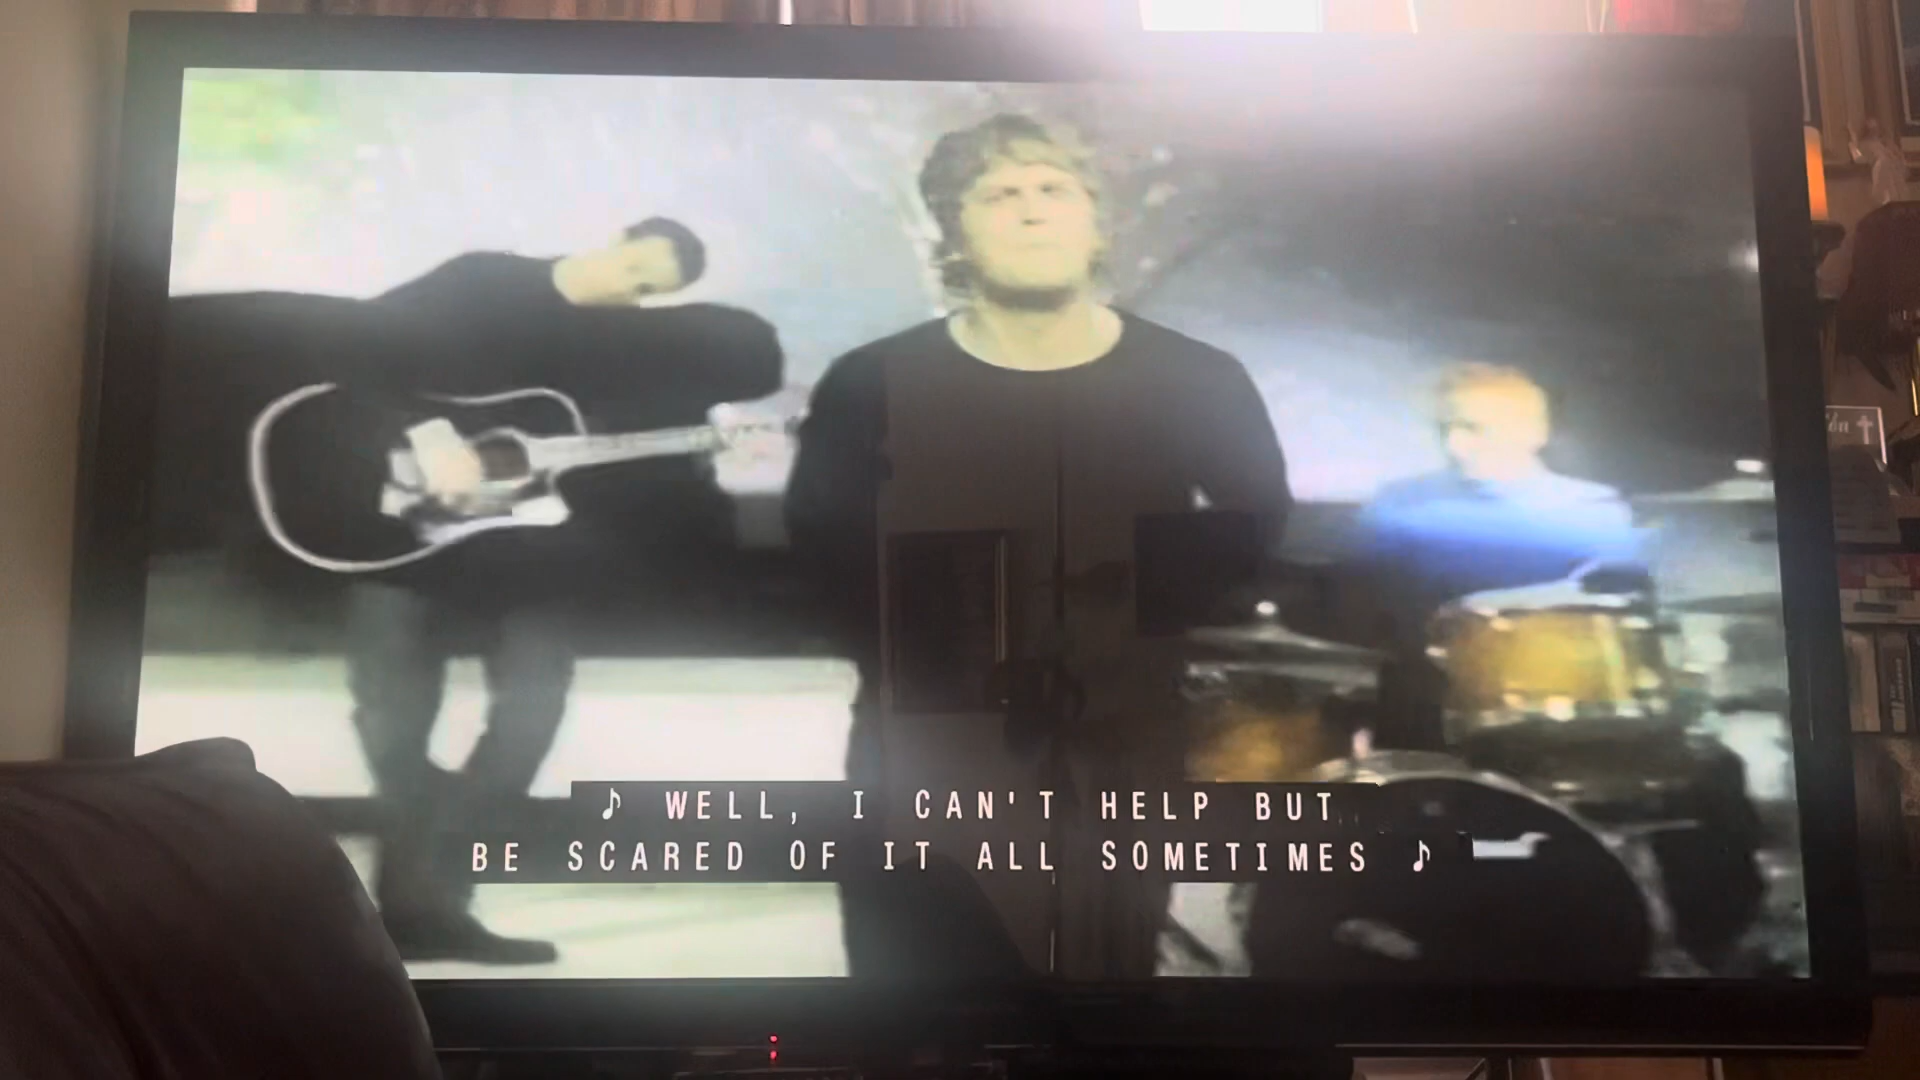 ♪ WELL, I CAN'T HELP BUT
BE SCARED OF IT ALL SOMETIMES ♪